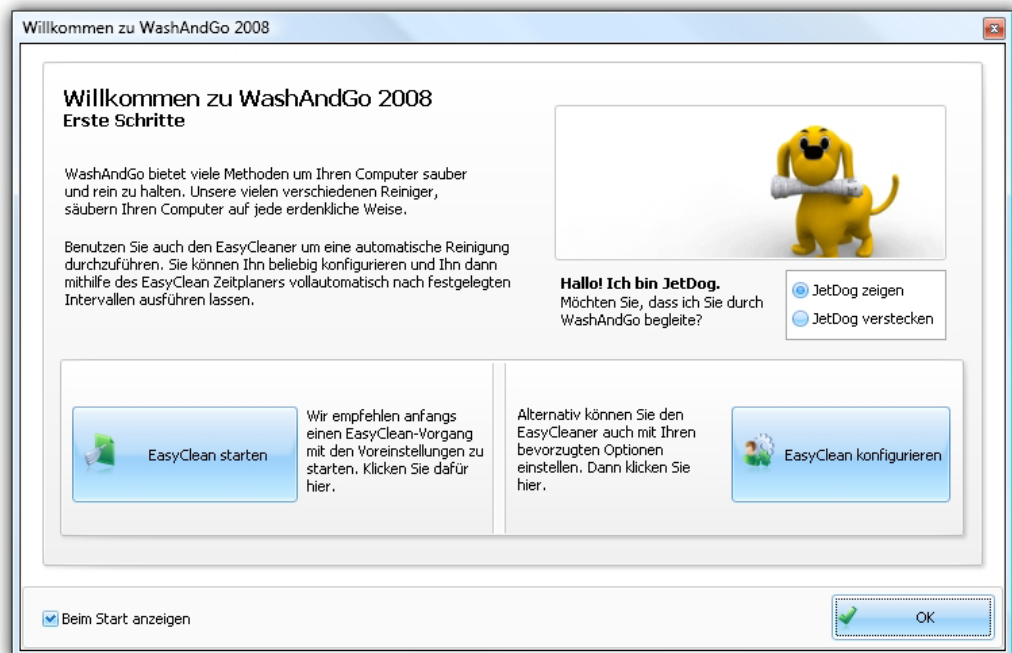 Willkommen zu WashAndGo 2008
Willkommen zu WashAndGo 2008
Erste Schritte
WashAndGo bietet viele Methoden um Ihren Computer sauber
und rein zu halten. Unsere vielen verschiedenen Reiniger,
säubern Ihren Computer auf jede erdenkliche Weise.
Benutzen Sie auch den EasyCleaner um eine automatische Reinigung
durchzuführen. Sie können Ihn beliebig konfigurieren und Ihn dann
mithilfe des EasyClean Zeitplaners vollautomatisch nach festgelegten
Intervallen ausführen lassen.
Hallo! Ich bin JetDog.
Möchten Sie, dass ich Sie durch
WashAndGo begleite?
JetDog zeigen
JetDog verstecken
EasyClean starten
Wir empfehlen anfangs
einen EasyClean-Vorgang
mit den Voreinstellungen zu
starten. Klicken Sie dafür
hier.
Alternativ können Sie den
EasyCleaner auch mit Ihren
bevorzugten Optionen
einstellen. Dann klicken Sie
hier.
EasyClean konfigurieren
Beim Start anzeigen
OK